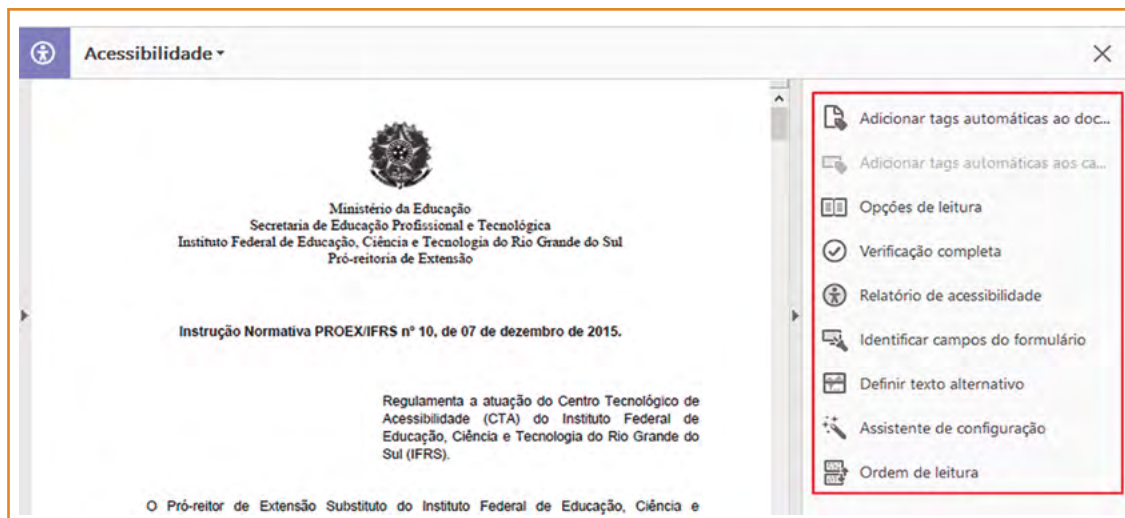 Acessibilidade
Ministério da Educação
Secretaria de Educação Profissional e Tecnológica
Instituto Federal de Educação, Ciência e Tecnologia do Rio Grande do Sul
Pró-reitoria de Extensão
Instrução Normativa PROEX/IFRS nº 10, de 07 de dezembro de 2015.
Regulamenta a atuação do Centro Tecnológico de
Acessibilidade (CTA) do Instituto Federal de
Educação, Ciência e Tecnologia do Rio Grande do
Sul (IFRS).
O Pró-reitor de Extensão Substituto do Instituto Federal de Educação, Ciência e
Adicionar tags automáticas ao doc...
Adicionar tags automáticas aos ca...
Opções de leitura
Verificação completa
Relatório de acessibilidade
Identificar campos do formulário
Definir texto alternativo
Assistente de configuração
Ordem de leitura